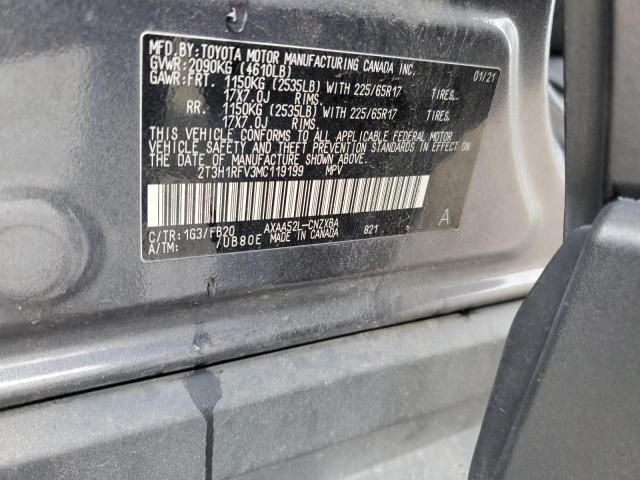 MFD.BY: TOYOTA MOTOR MANUFACTURING CANADA INC.
GVWR: 2090KG (4610LB) 01/21
GAWR: FRT. 1150KG (2535LB) WITH 225/65R17 TIRES,
17X7.0J RIMS.
RR. 1150KG (2535LB) WITH 225/65R17 TIRES,
17X7.0J RIMS.
THIS VEHICLE CONFORMS TO ALL APPLICABLE FEDERAL MOTOR
VEHICLE SAFETY AND THEFT PREVENTION STANDARDS IN
EFFECT ON THE DATE OF MANUFACTURE SHOWN ABOVE.
2T3H1RFV3MC119199 MPV
A
C/TR: 1G3/FB20 AXAA52L-CNZXBA 821
A/TM: /UB80E MADE IN CANADA